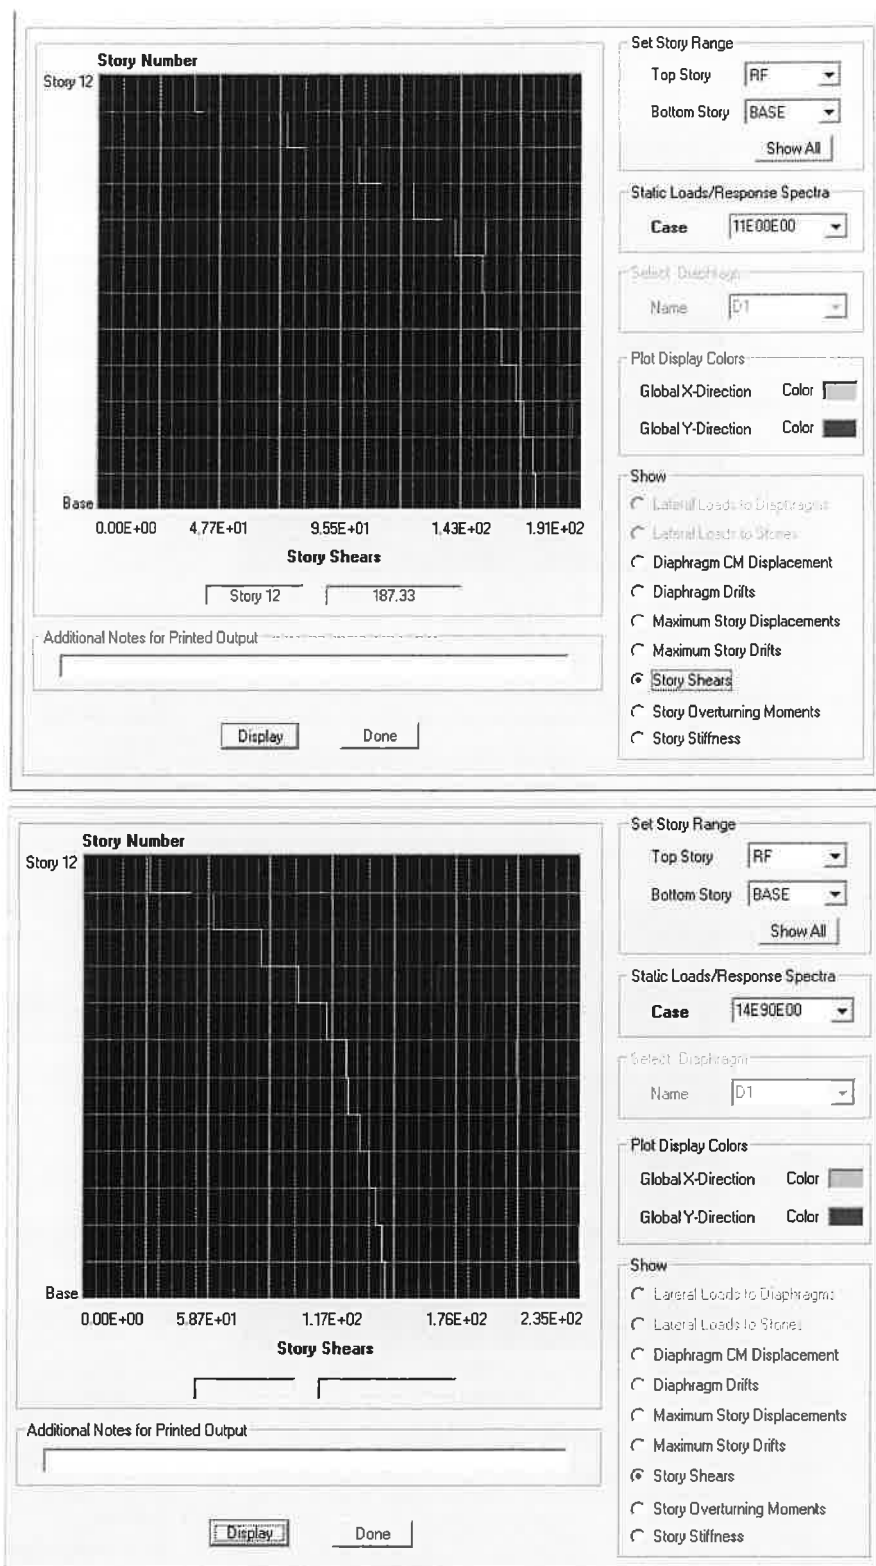 Story Number
Story 12
Base
0.00E+00 4.77E+01 9.55E+01 1.43E+02 1.91E+02
Story Shears
Story 12 187.33
Additional Notes for Printed Output
Display Done
Set Story Range
Top Story RF
Bottom Story BASE
Show All
Static Loads/Response Spectra
Case 11E00E00
Select Diaphragm
Name D1
Plot Display Colors
Global X-Direction Color
Global Y-Direction Color
Show
Lateral Loads to Diaphragms
Lateral Loads to Stories
Diaphragm CM Displacement
Diaphragm Drifts
Maximum Story Displacements
Maximum Story Drifts
Story Shears
Story Overturning Moments
Story Stiffness
Story Number
Story 12
Base
0.00E+00 5.87E+01 1.17E+02 1.76E+02 2.35E+02
Story Shears
Additional Notes for Printed Output
Display Done
Set Story Range
Top Story RF
Bottom Story BASE
Show All
Static Loads/Response Spectra
Case 14E90E00
Select Diaphragm
Name D1
Plot Display Colors
Global X-Direction Color
Global Y-Direction Color
Show
Lateral Loads to Diaphragms
Lateral Loads to Stories
Diaphragm CM Displacement
Diaphragm Drifts
Maximum Story Displacements
Maximum Story Drifts
Story Shears
Story Overturning Moments
Story Stiffness